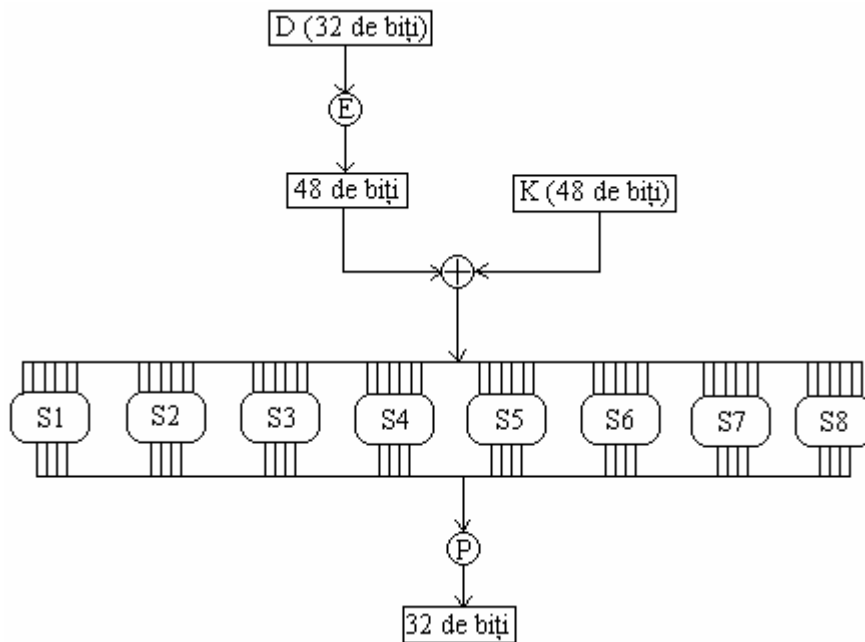 D (32 de biți)
E
48 de biți
K (48 de biți)
S1 S2 S3 S4 S5 S6 S7 S8
P
32 de biți